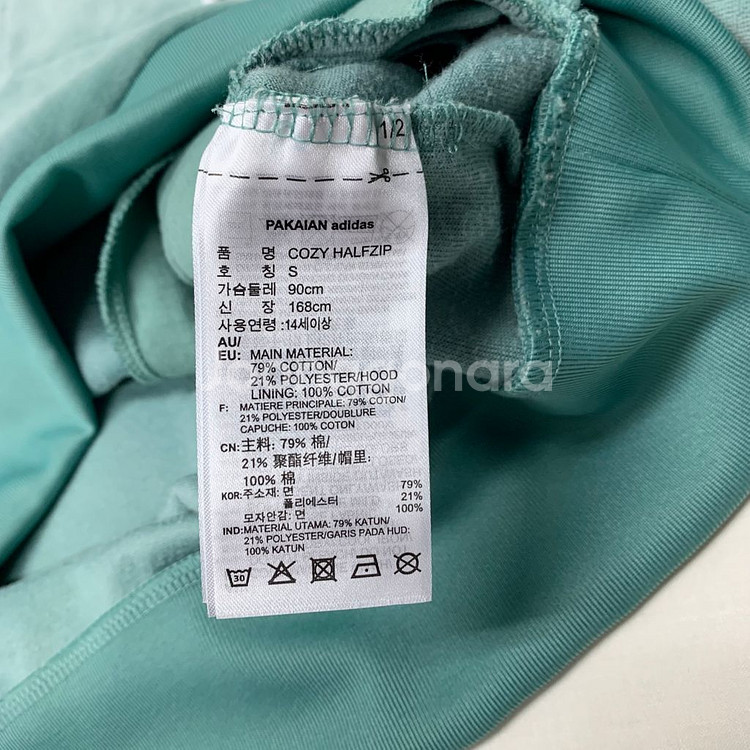 1/2
PAKAIAN adidas
품 명 COZY HALFZIP
호 칭 S
가슴둘레 90cm
신 장 168cm
사용연령 :14세이상
AU/
EU: MAIN MATERIAL:
79% COTTON/
21% POLYESTER/HOOD
LINING: 100% COTTON
F: MATIERE PRINCIPALE: 79% COTON/
21% POLYESTER/DOUBLURE
CAPUCHE: 100% COTON
CN:主料: 79% 棉/
21% 聚酯纤维/帽里:
100% 棉
KOR:주소재: 면 79%
폴리에스터 21%
모자안감: 면 100%
IND:MATERIAL UTAMA: 79% KATUN/
21% POLYESTER/GARIS PADA HUD:
100% KATUN
30